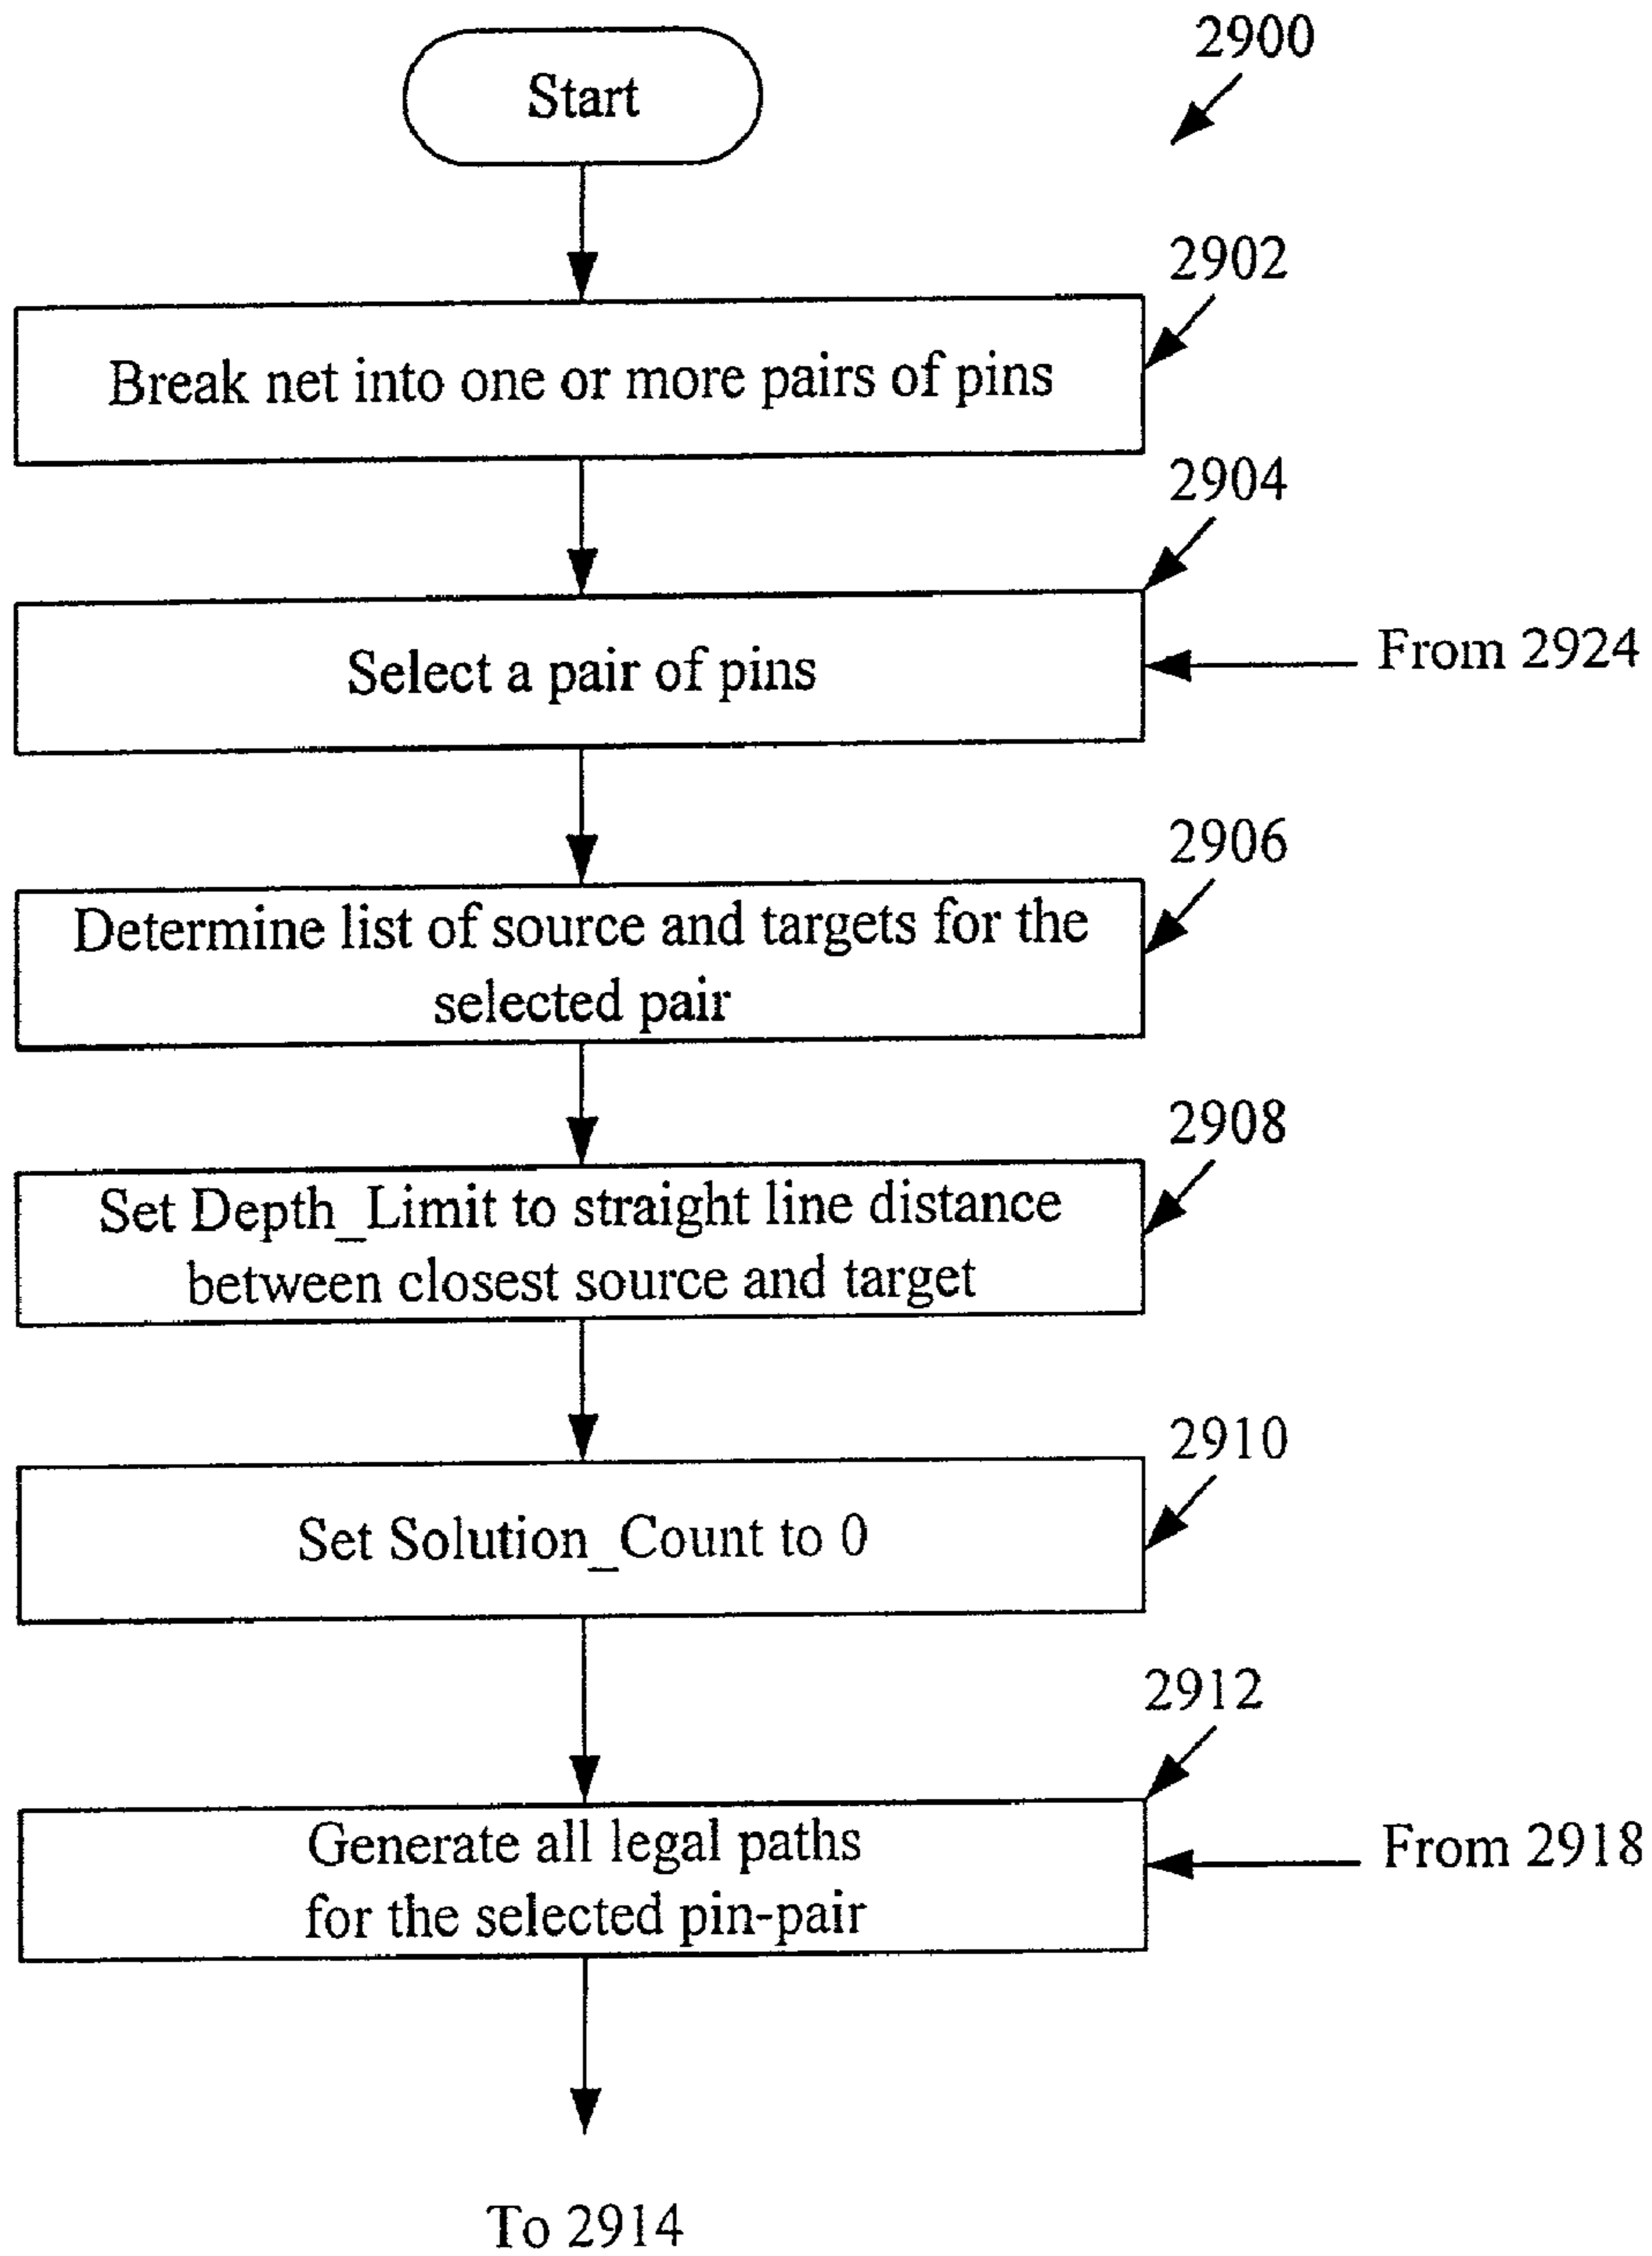 2900
Start
2902
Break net into one or more pairs of pins
2904
Select a pair of pins
From 2924
2906
Determine list of source and targets for the
selected pair
2908
Set Depth_Limit to straight line distance
between closest source and target
2910
Set Solution_Count to 0
2912
Generate all legal paths
for the selected pin-pair
From 2918
To 2914